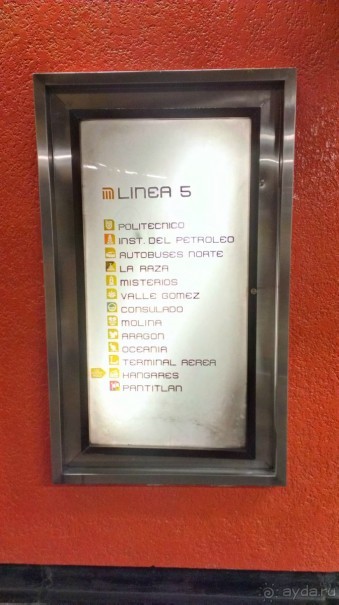 LINEA 5
POLITECNICO
INST. DEL PETROLEO
AUTOBUSES NORTE
LA RAZA
MISTERIOS
VALLE GOMEZ
CONSULADO
MOLINA
ARAGON
OCEANIA
TERMINAL AEREA
HANGARES
PANTITLAN
ayda.ru